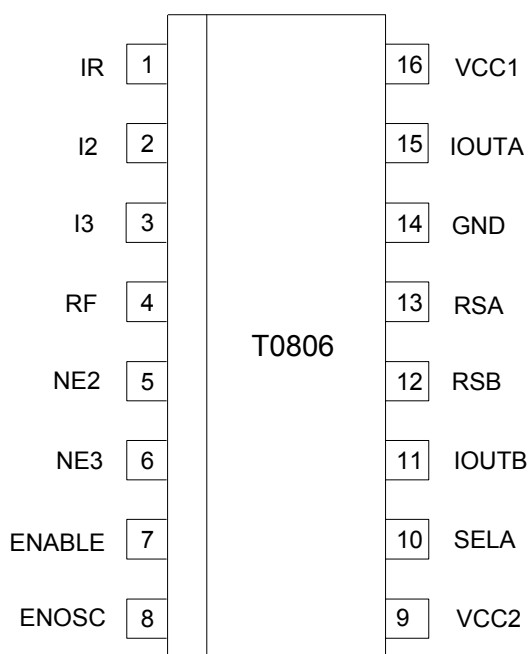 IR 1 16 VCC1
I2 2 15 IOUTA
I3 3 14 GND
RF 4 13 RSA
T0806
NE2 5 12 RSB
NE3 6 11 IOUTB
ENABLE 7 10 SELA
ENOSC 8 9 VCC2